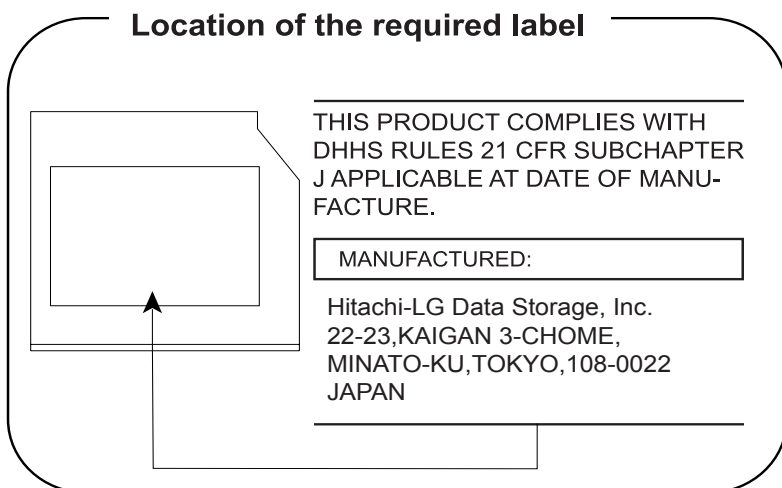 Location of the required label
THIS PRODUCT COMPLIES WITH
DHHS RULES 21 CFR SUBCHAPTER
J APPLICABLE AT DATE OF MANU-
FACTURE.
MANUFACTURED:
Hitachi-LG Data Storage, Inc.
22-23,KAIGAN 3-CHOME,
MINATO-KU,TOKYO,108-0022
JAPAN